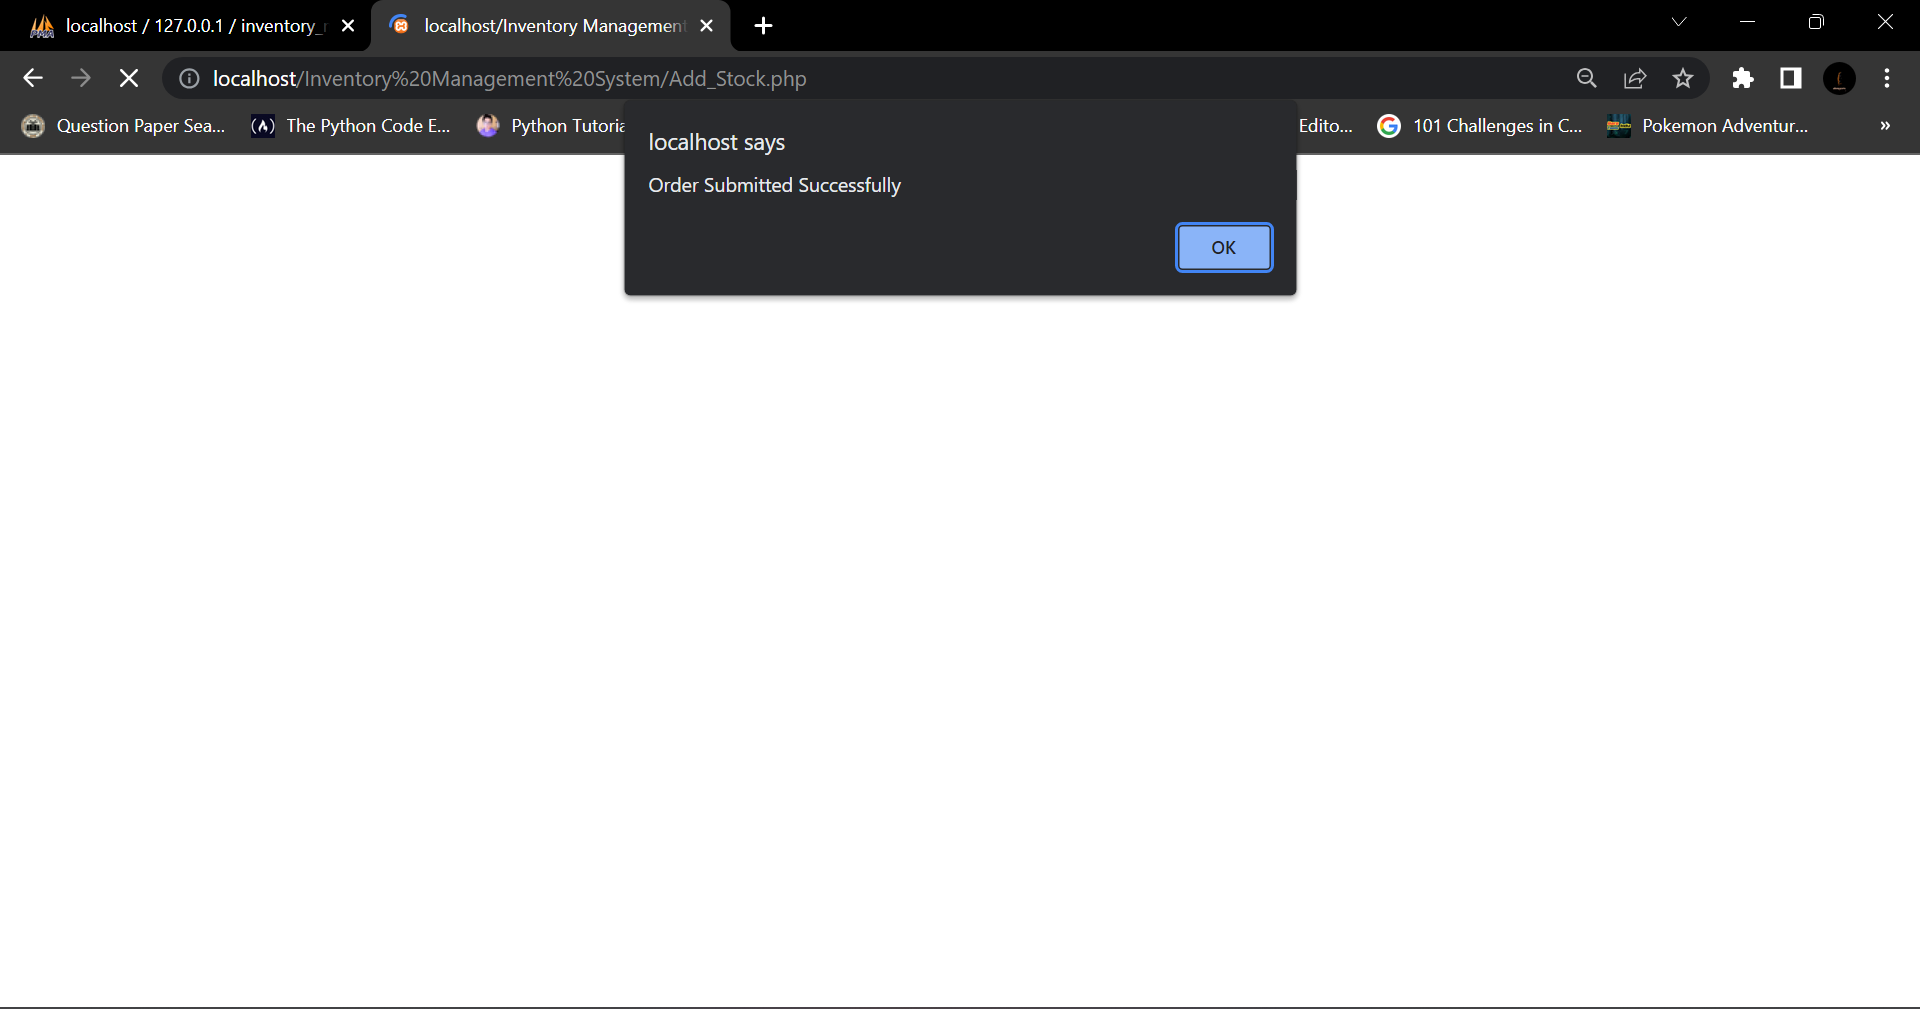 localhost / 127.0.0.1 / inventory_
localhost/Inventory Management
localhost/Inventory%20Management%20System/Add_Stock.php
Question Paper Sea...
The Python Code E...
Python Tutoria
Edito...
101 Challenges in C...
Pokemon Adventur...
»
localhost says
Order Submitted Successfully
OK